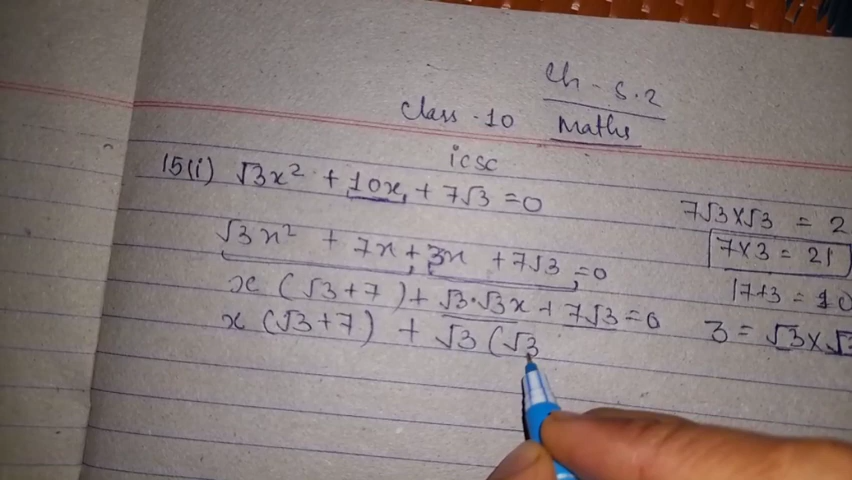 Ch - 5.2
Class - 10 Maths
icsc
15(i) √3x² + 10x + 7√3 = 0
7√3 × √3 = 2
√3x² + 7x + 3x + 7√3 = 0
7×3 = 21
x (√3+7) + √3·√3x + 7√3 = 0
17+3 = 10
x (√3+7) + √3 (√3
3 = √3×√3